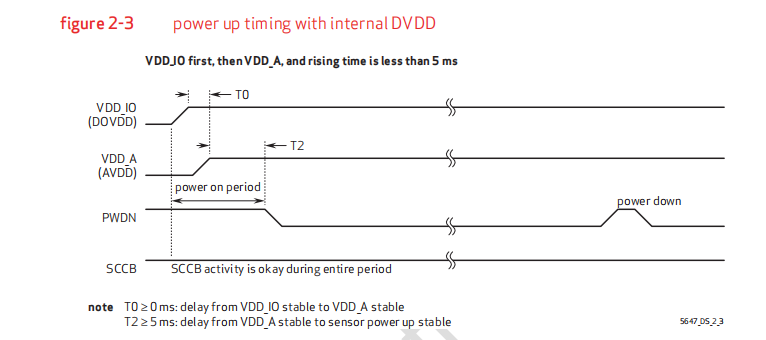 figure 2-3 power up timing with internal DVDD
VDD_IO first, then VDD_A, and rising time is less than 5 ms
T0
VDD_IO
(DOVDD)
T2
VDD_A
(AVDD)
power on period
power down
PWDN
SCCB SCCB activity is okay during entire period
note T0 ≥ 0 ms: delay from VDD_IO stable to VDD_A stable
T2 ≥ 5 ms: delay from VDD_A stable to sensor power up stable
5647_DS_2_3